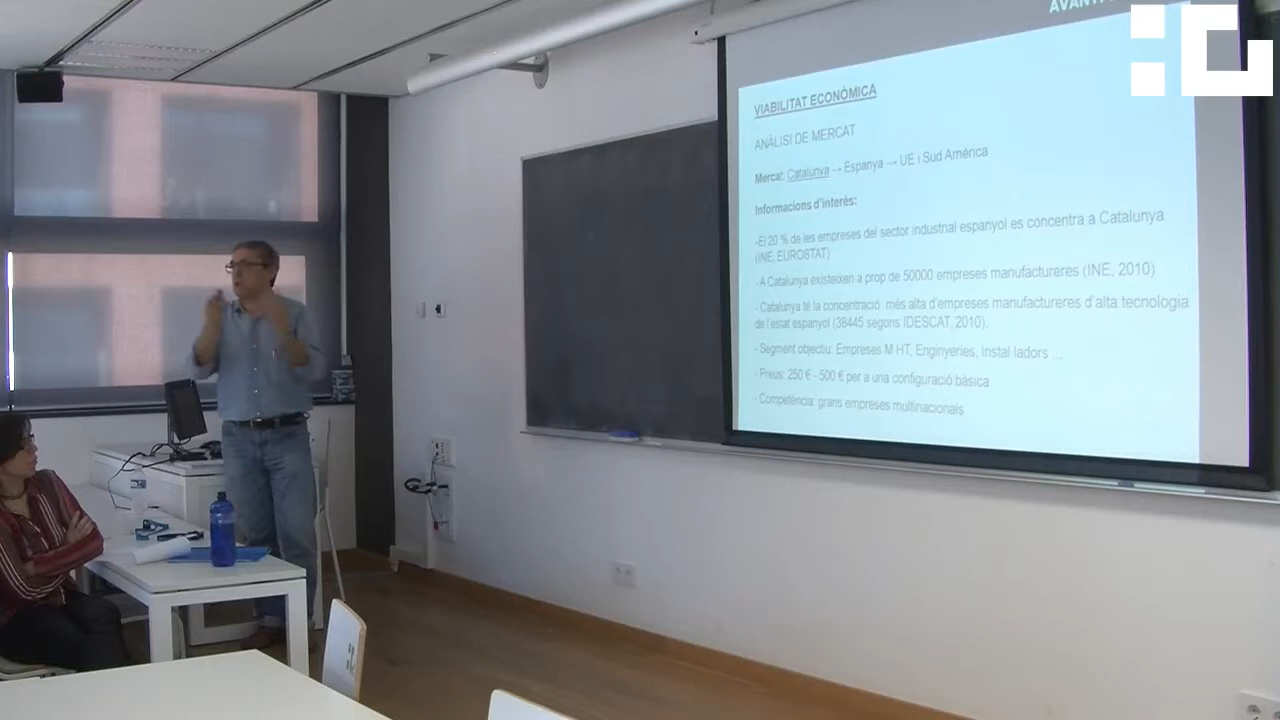 VIABILITAT ECONÒMICA
ANÀLISI DE MERCAT
Mercat: Catalunya → Espanya → UE i Sud Amèrica
Informacions d'interès:
-El 20 % de les empreses del sector industrial espanyol es concentra a Catalunya
(INE, EUROSTAT)
- A Catalunya existeixen a prop de 50000 empreses manufactureres (INE, 2010)
- Catalunya té la concentració més alta d'empreses manufactureres d'alta tecnologia
de l'estat espanyol (38445 segons IDESCAT, 2010).
- Segment objectiu: Empreses M HT, Enginyeries, Instal·ladors ...
- Preus: 250 € - 500 € per a una configuració bàsica
- Competència: grans empreses multinacionals